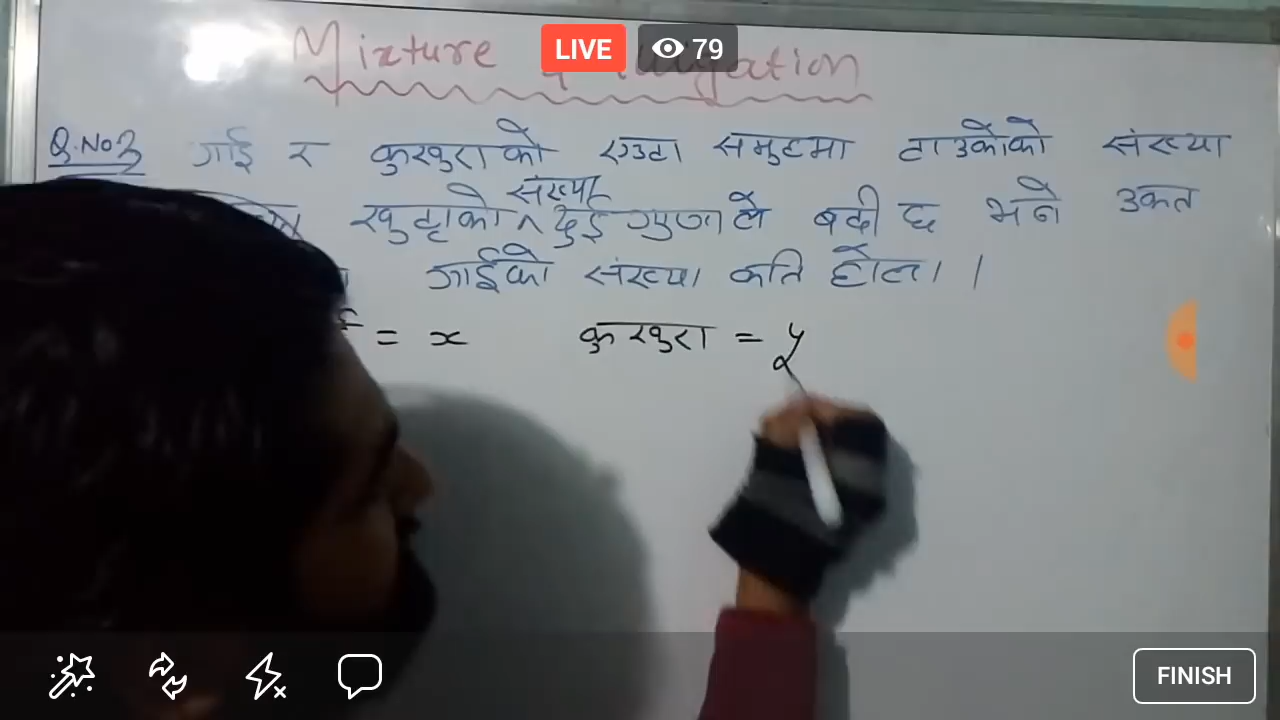 LIVE 79
Mixture
Q.No3 गाई र कुखुराको एउटा समुहमा टाउकोको संख्या
संख्या
खुट्टाको ^ दुई गुणाले बढी छ भने उक्त
गाईको संख्या कति होला ।
= x कुखुरा = y
FINISH